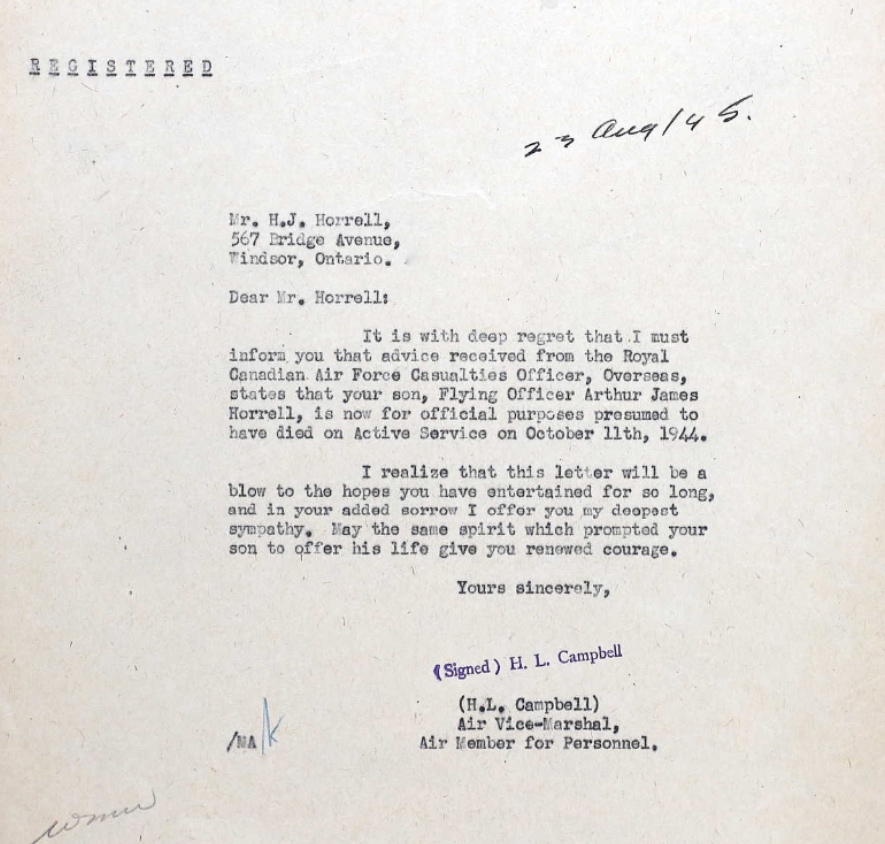 REGISTERED
23 Aug/45.
Mr. H.J. Horrell,
567 Bridge Avenue,
Windsor, Ontario.
Dear Mr. Horrell:
It is with deep regret that I must
inform you that advice received from the Royal
Canadian Air Force Casualties Officer, Overseas,
states that your son, Flying Officer Arthur James
Horrell, is now for official purposes presumed to
have died on Active Service on October 11th, 1944.
I realize that this letter will be a
blow to the hopes you have entertained for so long,
and in your added sorrow I offer you my deepest
sympathy. May the same spirit which prompted your
son to offer his life give you renewed courage.
Yours sincerely,
(Signed) H. L. Campbell
(H.L. Campbell)
Air Vice-Marshal,
/MA
Air Member for Personnel.